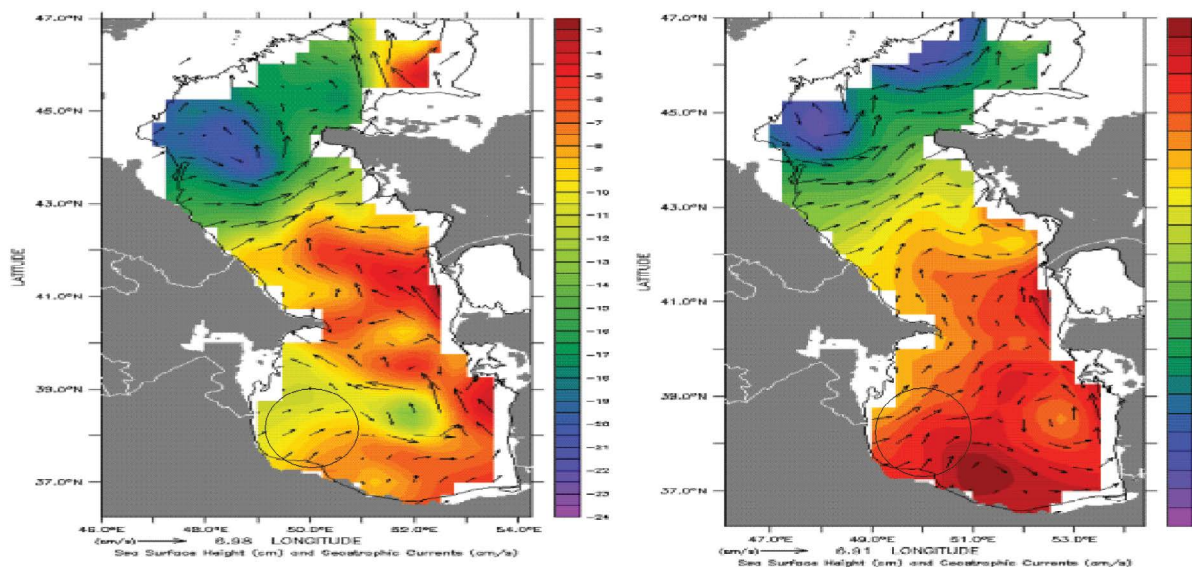 47.0°N
45.0°N
43.0°N
41.0°N
39.0°N
37.0°N
LATITUDE
46.0°E 48.0°E 50.0°E 52.0°E 54.0°E
(cm/s) 6.98 LONGITUDE
Sea Surface Height (cm) and Geostrophic Currents (cm/s)
-3
-4
-5
-6
-7
-8
-9
-10
-11
-12
-13
-14
-15
-16
-17
-18
-19
-20
-21
-22
-23
-24
47.0°N
45.0°N
43.0°N
41.0°N
39.0°N
37.0°N
LATITUDE
47.0°E 49.0°E 51.0°E 53.0°E
(cm/s) 6.91 LONGITUDE
Sea Surface Height (cm) and Geostrophic Currents (cm/s)